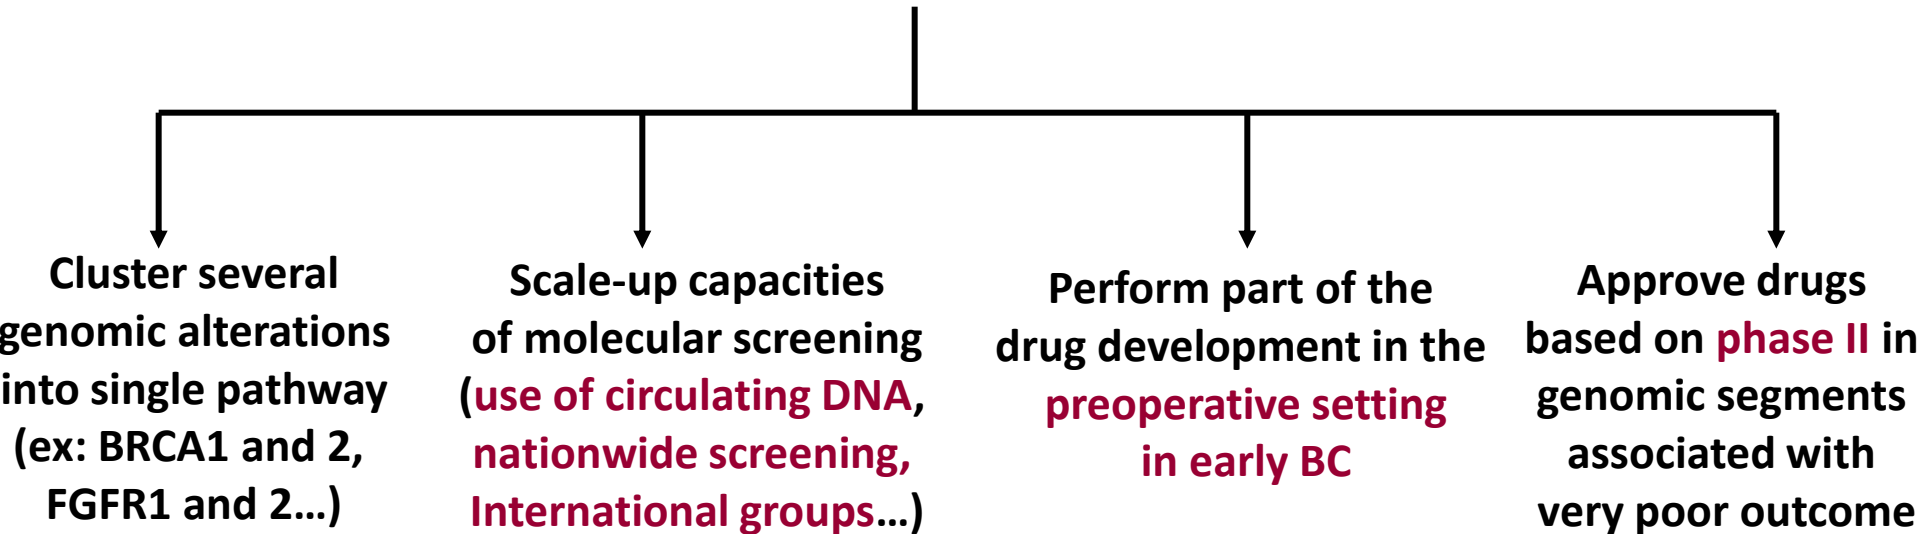 Cluster several
genomic alterations
into single pathway
(ex: BRCA1 and 2,
FGFR1 and 2…)
Scale-up capacities
of molecular screening
(use of circulating DNA,
nationwide screening,
International groups…)
Perform part of the
drug development in the
preoperative setting
in early BC
Approve drugs
based on phase II in
genomic segments
associated with
very poor outcome